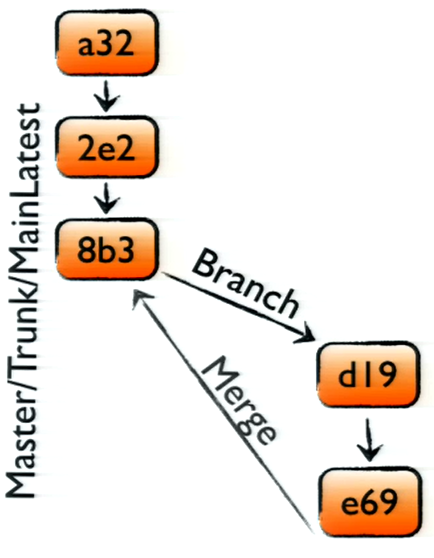 a32
2e2
8b3
Master/Trunk/MainLatest
Branch
d19
Merge
e69